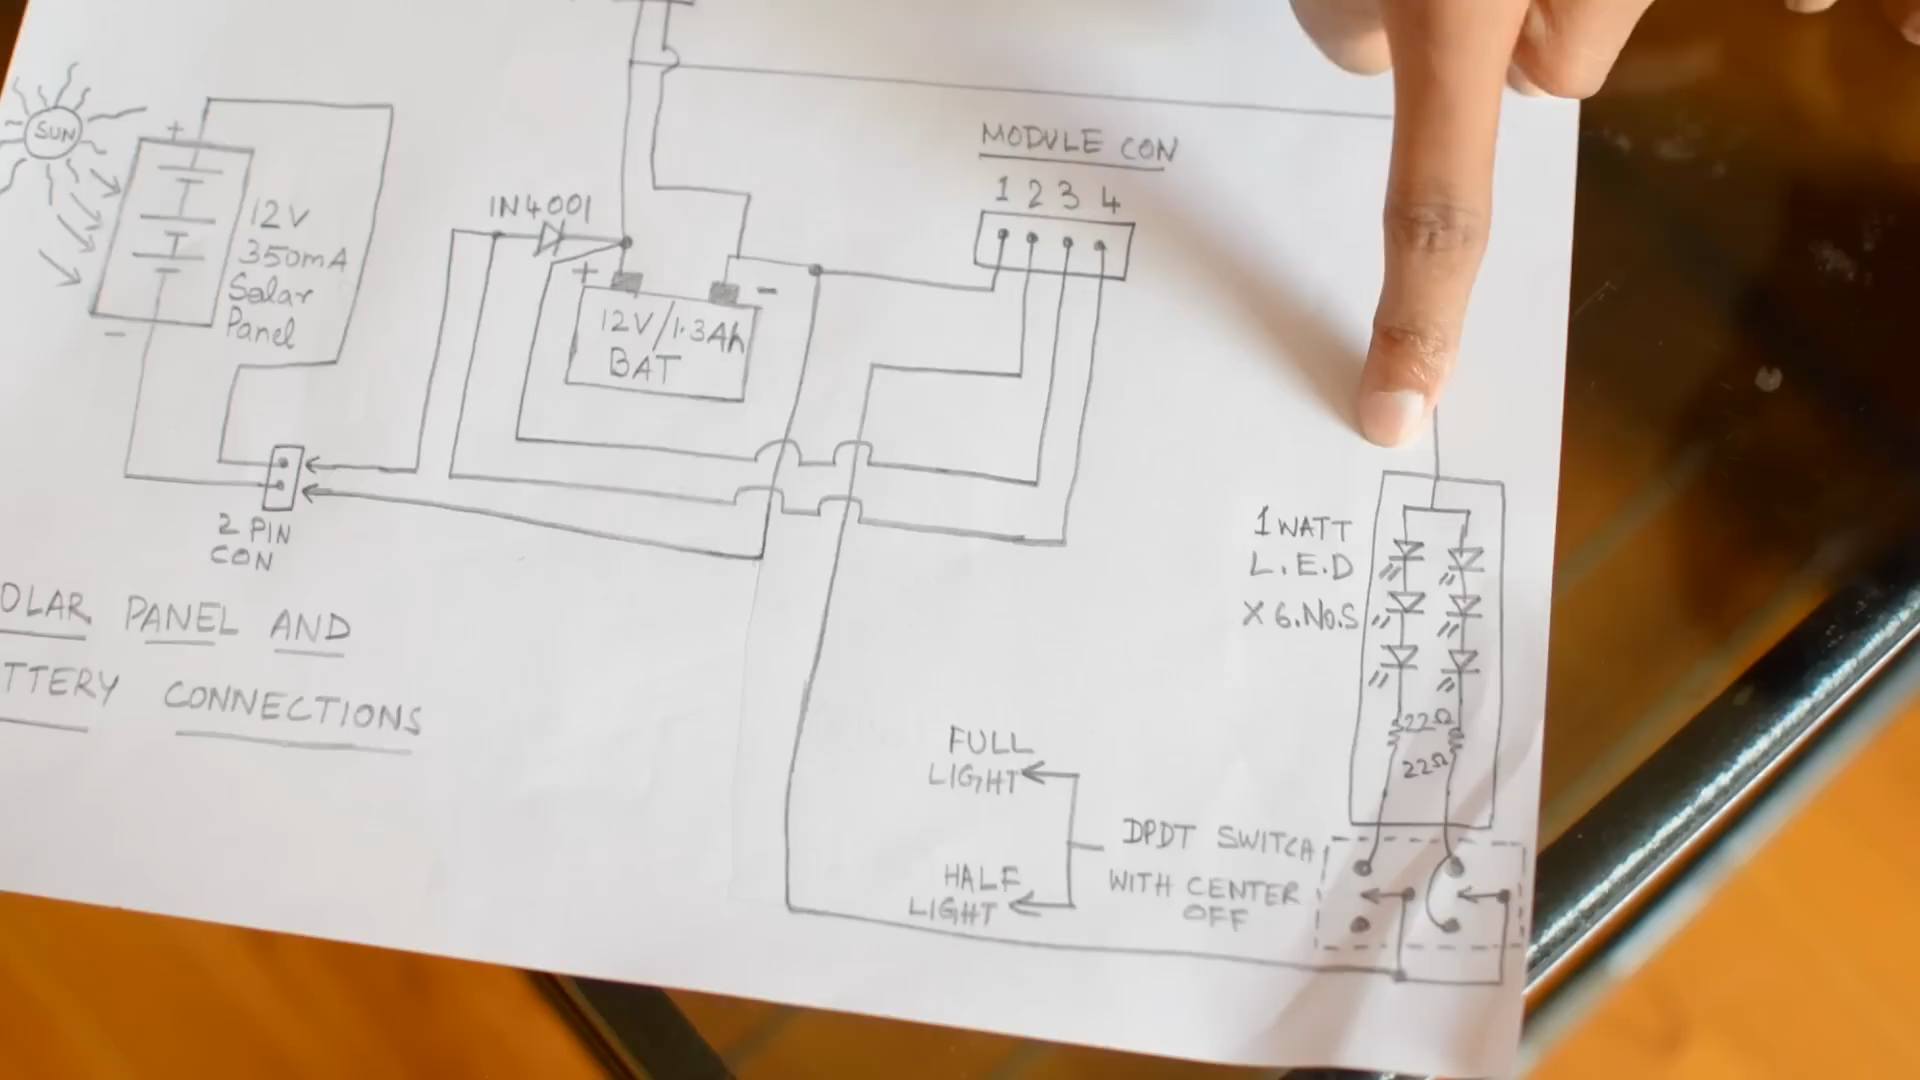 SUN
+
12V
350mA
Solar
Panel
−
2 PIN
CON
1N4001
+
−
12V/1.3Ah
BAT
MODULE CON
1 2 3 4
OLAR PANEL AND
TTERY CONNECTIONS
1 WATT
L.E.D
X 6.No.S
22Ω
22Ω
FULL
LIGHT
HALF
LIGHT
DPDT SWITCH
WITH CENTER
OFF